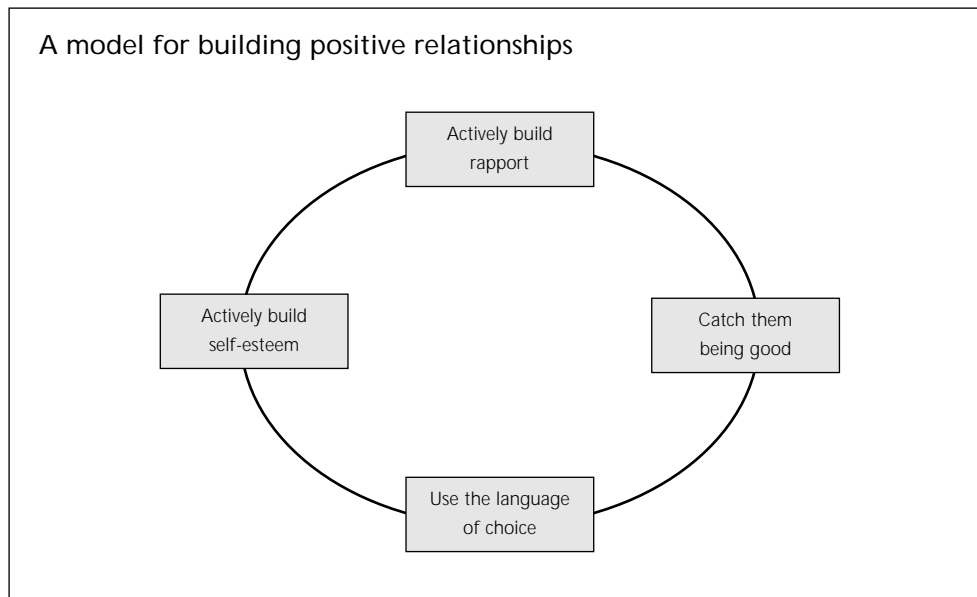 A model for building positive relationships
Actively build
rapport
Actively build
self-esteem
Catch them
being good
Use the language
of choice